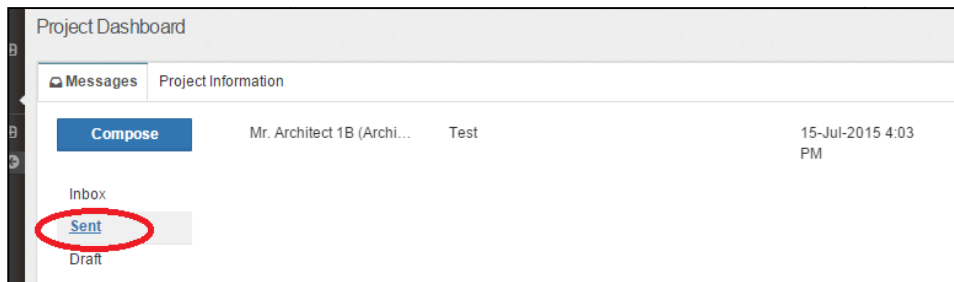 Project Dashboard
Messages Project Information
Compose Mr. Architect 1B (Archi... Test 15-Jul-2015 4:03
PM
Inbox
Sent
Draft